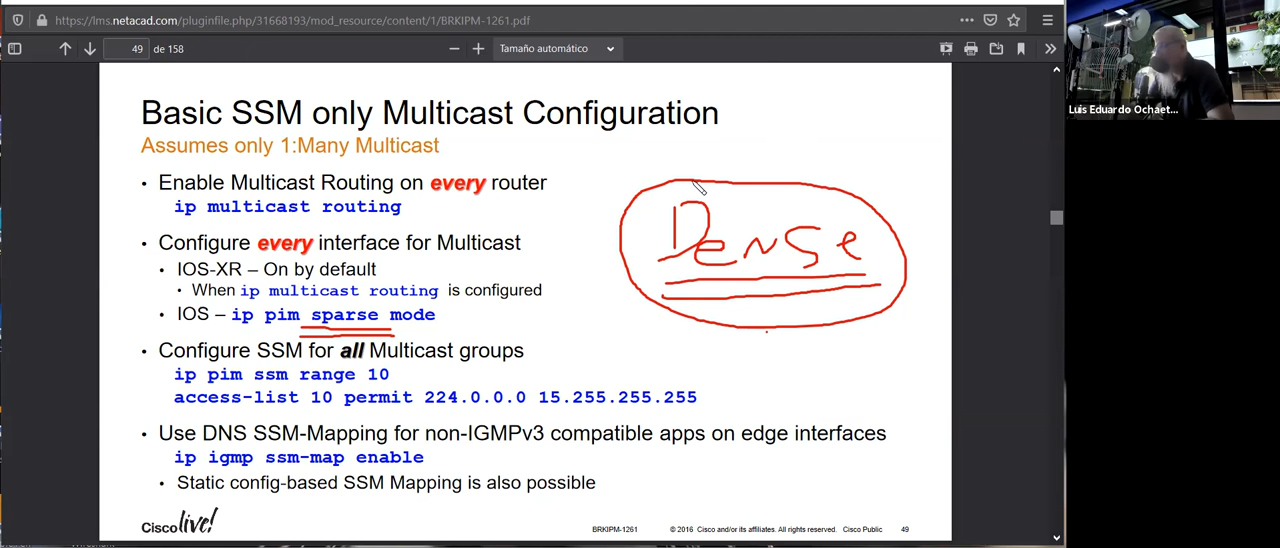 https://lms.netacad.com/pluginfile.php/31668193/mod_resource/content/1/BRKIPM-1261.pdf
49 de 158
Tamaño automático
Luis Eduardo Ochaet...
Basic SSM only Multicast Configuration
Assumes only 1:Many Multicast
• Enable Multicast Routing on every router
ip multicast routing
• Configure every interface for Multicast
• IOS-XR – On by default
• When ip multicast routing is configured
• IOS – ip pim sparse mode
Dense
• Configure SSM for all Multicast groups
ip pim ssm range 10
access-list 10 permit 224.0.0.0 15.255.255.255
• Use DNS SSM-Mapping for non-IGMPv3 compatible apps on edge interfaces
ip igmp ssm-map enable
• Static config-based SSM Mapping is also possible
Cisco live!
BRKIPM-1261
© 2016 Cisco and/or its affiliates. All rights reserved. Cisco Public
49